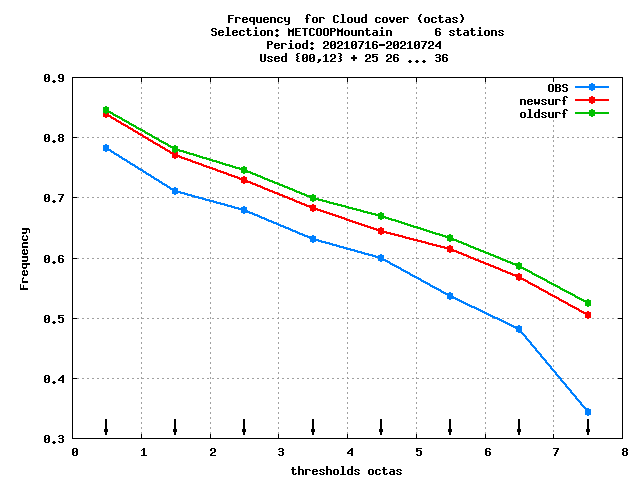 Frequency  for Cloud cover (octas)
Selection: METCOOPMountain      6 stations
Period: 20210716-20210724
Used {00,12} + 25 26 ... 36
OBS
newsurf
oldsurf
0.9
0.8
0.7
0.6
0.5
0.4
0.3
Frequency
0 1 2 3 4 5 6 7 8
thresholds octas